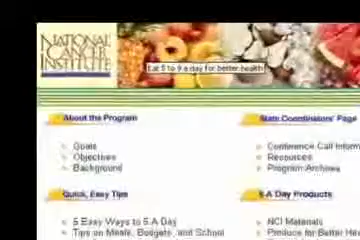 NATIONAL
CANCER
INSTITUTE
Eat 5 to 9 a day for better health
About the Program
Goals
Objectives
Background
State Coordinators' Page
Conference Call Inform
Resources
Program Archives
Quick, Easy Tips
5 Easy Ways to 5 A Day
Tips on Meals, Budgets, and School
5 A Day Products
NCI Materials
Produce for Better He